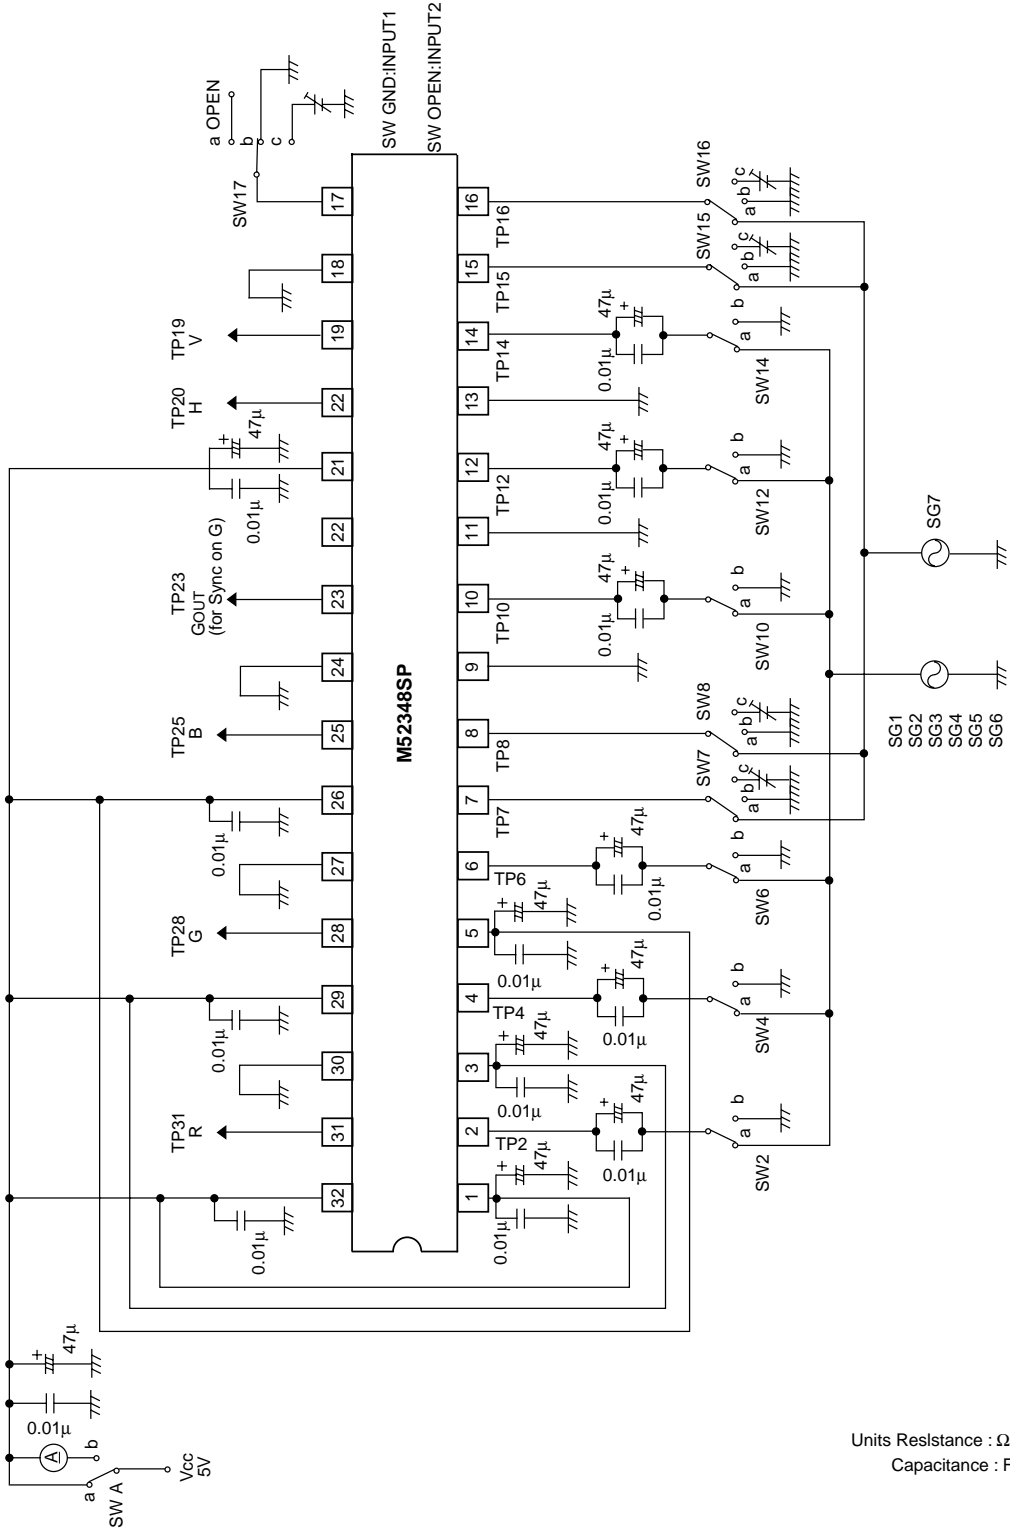 SW GND:INPUT1
SW OPEN:INPUT2
a OPEN
b
c
SW17
TP19
V
TP20
H
47μ
+
0.01μ
TP23
GOUT
(for Sync on G)
TP25
B
0.01μ
TP28
G
0.01μ
TP31
R
0.01μ
47μ
+
0.01μ
A
a
b
SW A
Vcc
5V
32
31
30
29
28
27
26
25
24
23
22
21
22
19
18
17
M52348SP
1
2
3
4
5
6
7
8
9
10
11
12
13
14
15
16
0.01μ
+
47μ
TP2
0.01μ
+
47μ
0.01μ
+
47μ
TP4
0.01μ
+
47μ
0.01μ
+
47μ
TP6
0.01μ
+
47μ
TP7
TP8
TP10
0.01μ
+
47μ
TP12
0.01μ
+
47μ
TP14
0.01μ
+
47μ
TP15
TP16
SW2
a
b
SW4
a
b
SW6
a
b
SW7
a
b
c
SW8
a
b
c
SW10
a
b
SW12
a
b
SW14
a
b
SW15
a
b
c
SW16
a
b
c
SG1
SG2
SG3
SG4
SG5
SG6
SG7
Units ResIstance : Ω
Capacitance : F